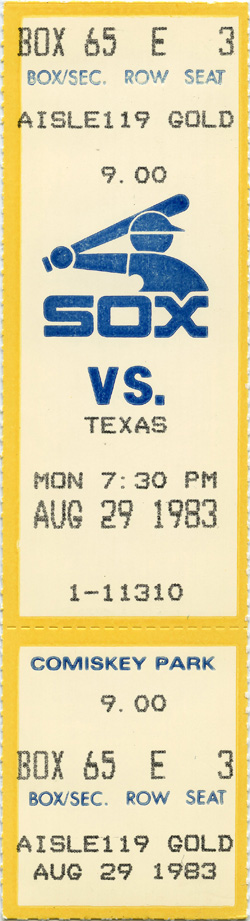 BOX 65 E 3
BOX/SEC. ROW SEAT
AISLE119 GOLD
9.00
SOX
VS.
TEXAS
MON 7:30 PM
AUG 29 1983
1-11310
COMISKEY PARK
9.00
BOX 65 E 3
BOX/SEC. ROW SEAT
AISLE119 GOLD
AUG 29 1983